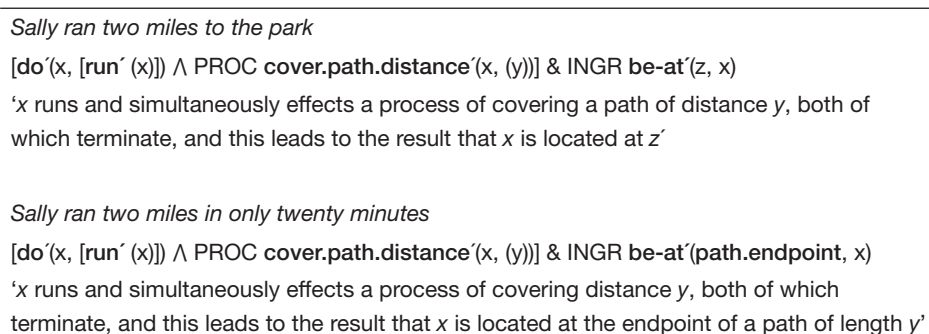 Sally ran two miles to the park
[do´(x, [run´ (x)]) ⋀ PROC cover.path.distance´(x, (y))] & INGR be-at´(z, x)
‘x runs and simultaneously effects a process of covering a path of distance y, both of
which terminate, and this leads to the result that x is located at z´
Sally ran two miles in only twenty minutes
[do´(x, [run´ (x)]) ⋀ PROC cover.path.distance´(x, (y))] & INGR be-at´(path.endpoint, x)
‘x runs and simultaneously effects a process of covering distance y, both of which
terminate, and this leads to the result that x is located at the endpoint of a path of length y’